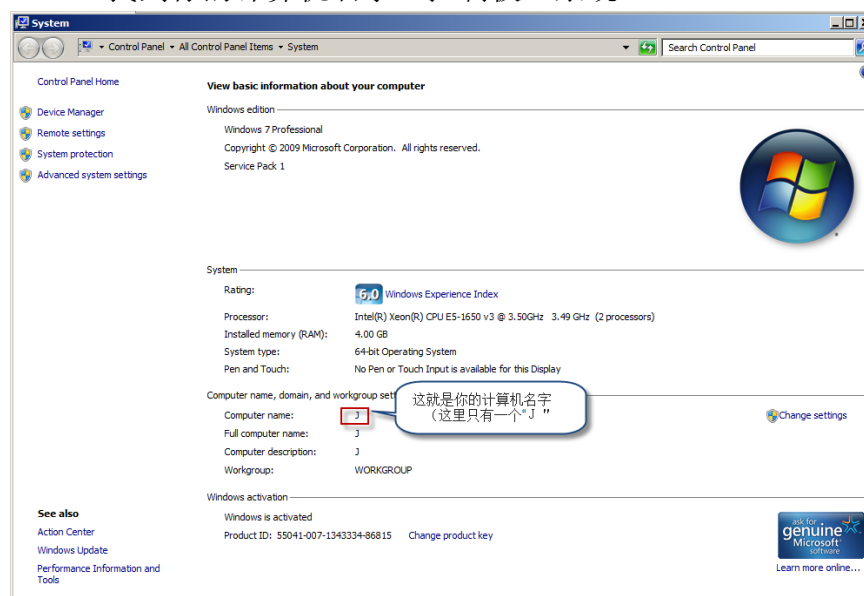 System
Control Panel ▾ All Control Panel Items ▾ System
Search Control Panel
Control Panel Home
Device Manager
Remote settings
System protection
Advanced system settings
View basic information about your computer
Windows edition
Windows 7 Professional
Copyright © 2009 Microsoft Corporation. All rights reserved.
Service Pack 1
System
Rating:
6,0 Windows Experience Index
Processor: Intel(R) Xeon(R) CPU E5-1650 v3 @ 3.50GHz 3.49 GHz (2 processors)
Installed memory (RAM): 4.00 GB
System type: 64-bit Operating System
Pen and Touch: No Pen or Touch Input is available for this Display
Computer name, domain, and workgroup sett
这就是你的计算机名字
（这里只有一个“J ”
Computer name: J
Change settings
Full computer name: J
Computer description: J
Workgroup: WORKGROUP
Windows activation
Windows is activated
Product ID: 55041-007-1343334-86815 Change product key
ask for
genuine
Microsoft
software
Learn more online...
See also
Action Center
Windows Update
Performance Information and
Tools